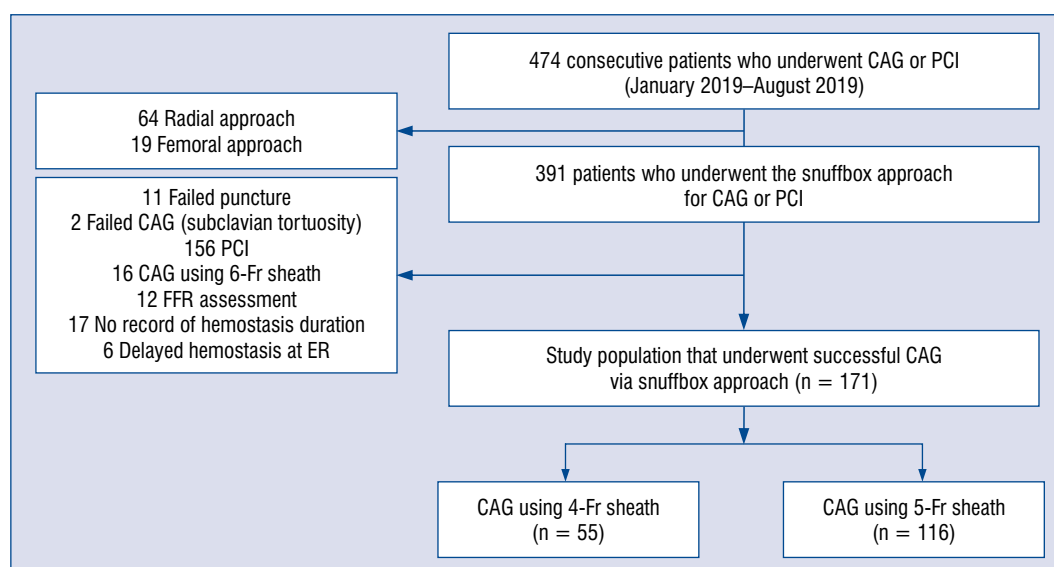 474 consecutive patients who underwent CAG or PCI
(January 2019–August 2019)
64 Radial approach
19 Femoral approach
391 patients who underwent the snuffbox approach
for CAG or PCI
11 Failed puncture
2 Failed CAG (subclavian tortuosity)
156 PCI
16 CAG using 6-Fr sheath
12 FFR assessment
17 No record of hemostasis duration
6 Delayed hemostasis at ER
Study population that underwent successful CAG
via snuffbox approach (n = 171)
CAG using 4-Fr sheath
(n = 55)
CAG using 5-Fr sheath
(n = 116)